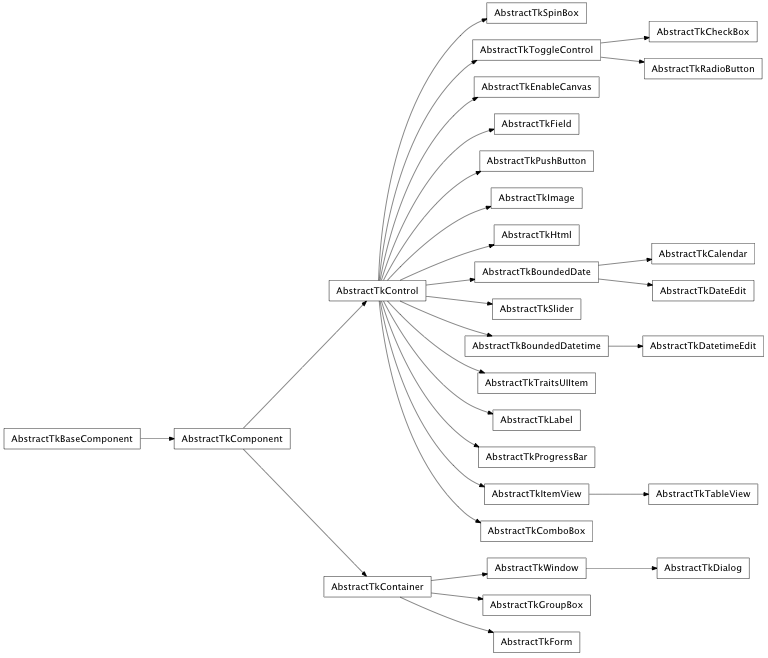 AbstractTkSpinBox
AbstractTkCheckBox
AbstractTkToggleControl
AbstractTkRadioButton
AbstractTkEnableCanvas
AbstractTkField
AbstractTkPushButton
AbstractTkImage
AbstractTkHtml
AbstractTkCalendar
AbstractTkBoundedDate
AbstractTkControl
AbstractTkDateEdit
AbstractTkSlider
AbstractTkBoundedDatetime
AbstractTkDatetimeEdit
AbstractTkTraitsUIItem
AbstractTkLabel
AbstractTkBaseComponent
AbstractTkComponent
AbstractTkProgressBar
AbstractTkItemView
AbstractTkTableView
AbstractTkComboBox
AbstractTkWindow
AbstractTkDialog
AbstractTkContainer
AbstractTkGroupBox
AbstractTkForm